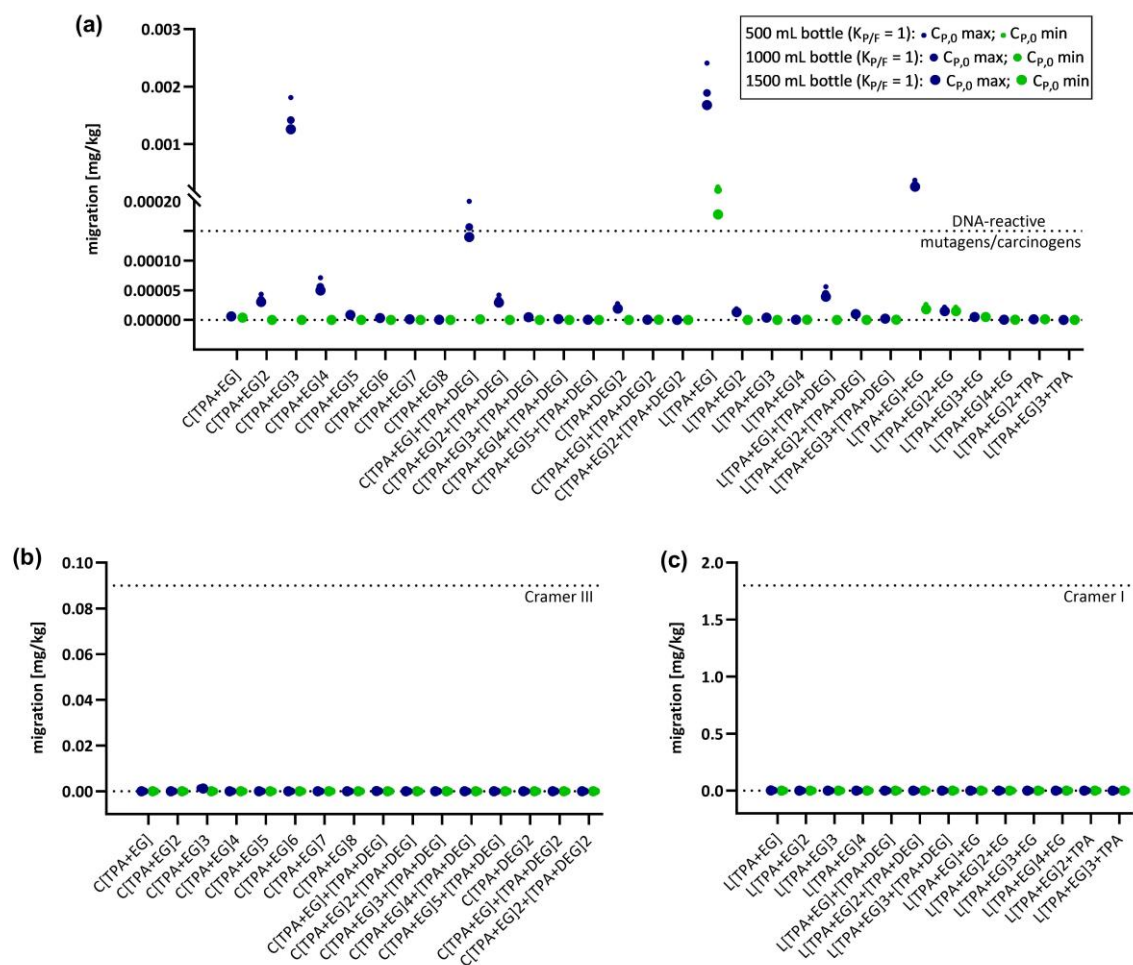 (a)
500 mL bottle (KP/F = 1): CP,0 max; CP,0 min
1000 mL bottle (KP/F = 1): CP,0 max; CP,0 min
1500 mL bottle (KP/F = 1): CP,0 max; CP,0 min
migration [mg/kg]
0.003
0.002
0.001
0.00020
0.00010
0.00005
0.00000
DNA-reactive
mutagens/carcinogens
C[TPA+EG]
C[TPA+EG]2
C[TPA+EG]3
C[TPA+EG]4
C[TPA+EG]5
C[TPA+EG]6
C[TPA+EG]7
C[TPA+EG]8
C[TPA+EG]+[TPA+DEG]
C[TPA+EG]2+[TPA+DEG]
C[TPA+EG]3+[TPA+DEG]
C[TPA+EG]4+[TPA+DEG]
C[TPA+EG]5+[TPA+DEG]
C[TPA+DEG]2
C[TPA+EG]+[TPA+DEG]2
C[TPA+EG]2+[TPA+DEG]2
L[TPA+EG]
L[TPA+EG]2
L[TPA+EG]3
L[TPA+EG]4
L[TPA+EG]+[TPA+DEG]
L[TPA+EG]2+[TPA+DEG]
L[TPA+EG]3+[TPA+DEG]
L[TPA+EG]+EG
L[TPA+EG]2+EG
L[TPA+EG]3+EG
L[TPA+EG]4+EG
L[TPA+EG]2+TPA
L[TPA+EG]3+TPA
(b)
migration [mg/kg]
0.10
0.08
0.06
0.04
0.02
0.00
Cramer III
C[TPA+EG]
C[TPA+EG]2
C[TPA+EG]3
C[TPA+EG]4
C[TPA+EG]5
C[TPA+EG]6
C[TPA+EG]7
C[TPA+EG]8
C[TPA+EG]+[TPA+DEG]
C[TPA+EG]2+[TPA+DEG]
C[TPA+EG]3+[TPA+DEG]
C[TPA+EG]4+[TPA+DEG]
C[TPA+EG]5+[TPA+DEG]
C[TPA+DEG]2
C[TPA+EG]+[TPA+DEG]2
C[TPA+EG]2+[TPA+DEG]2
(c)
migration [mg/kg]
2.0
1.5
1.0
0.5
0.0
Cramer I
L[TPA+EG]
L[TPA+EG]2
L[TPA+EG]3
L[TPA+EG]4
L[TPA+EG]+[TPA+DEG]
L[TPA+EG]2+[TPA+DEG]
L[TPA+EG]3+[TPA+DEG]
L[TPA+EG]+EG
L[TPA+EG]2+EG
L[TPA+EG]3+EG
L[TPA+EG]4+EG
L[TPA+EG]2+TPA
L[TPA+EG]3+TPA